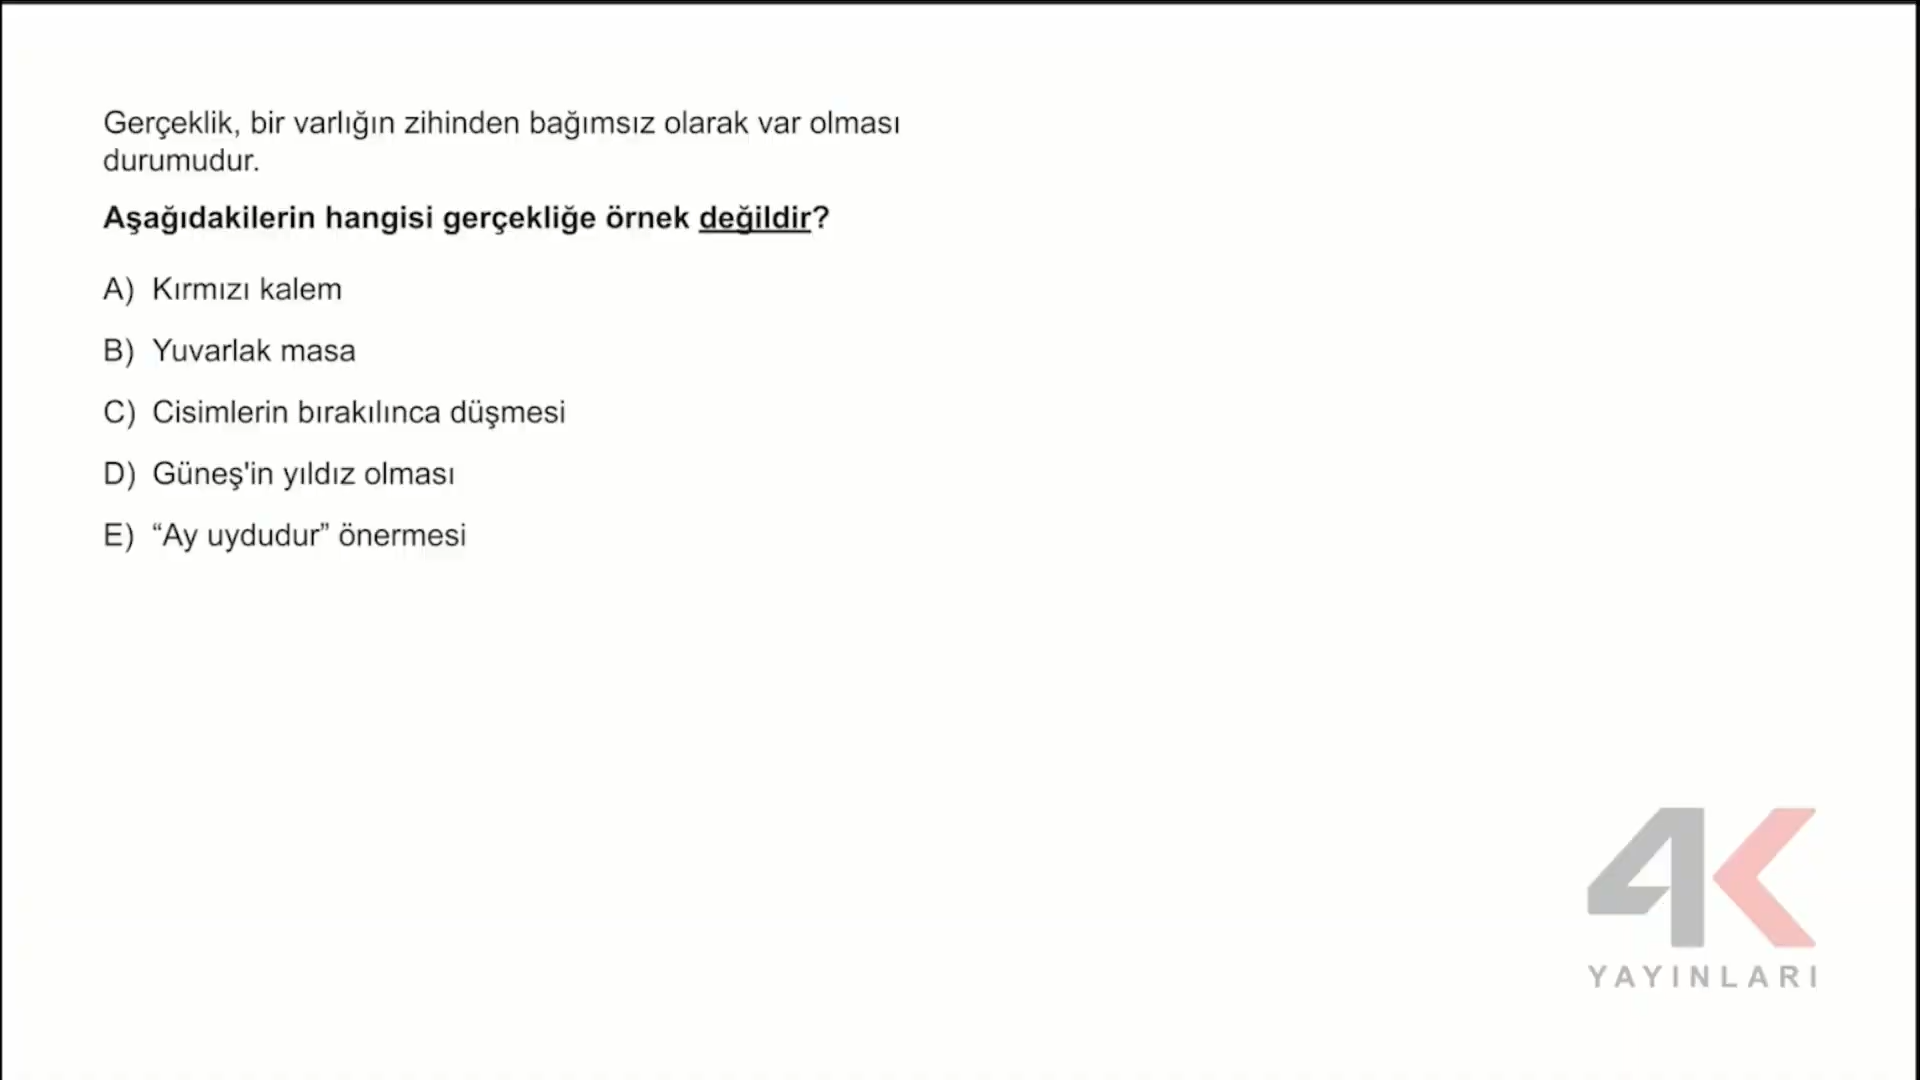 Gerçeklik, bir varlığın zihinden bağımsız olarak var olması
durumudur.
Aşağıdakilerin hangisi gerçekliğe örnek değildir?
A) Kırmızı kalem
B) Yuvarlak masa
C) Cisimlerin bırakılınca düşmesi
D) Güneş'in yıldız olması
E) “Ay uydudur” önermesi
4K
YAYINLARI